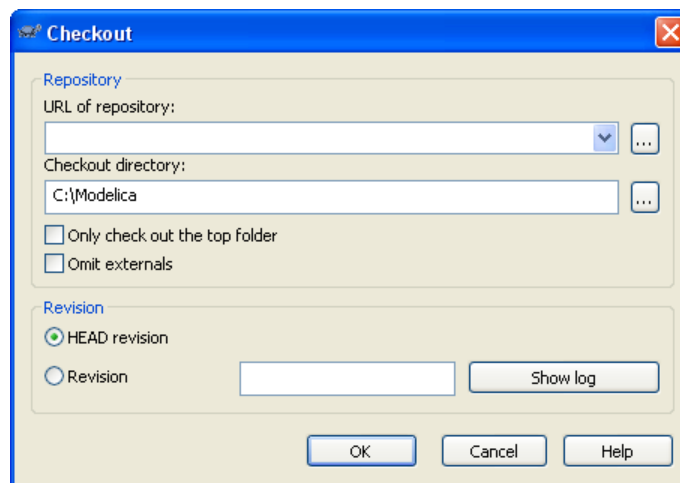 Checkout
Repository
URL of repository:
...
Checkout directory:
C:\Modelica
...
Only check out the top folder
Omit externals
Revision
HEAD revision
Revision
Show log
OK Cancel Help